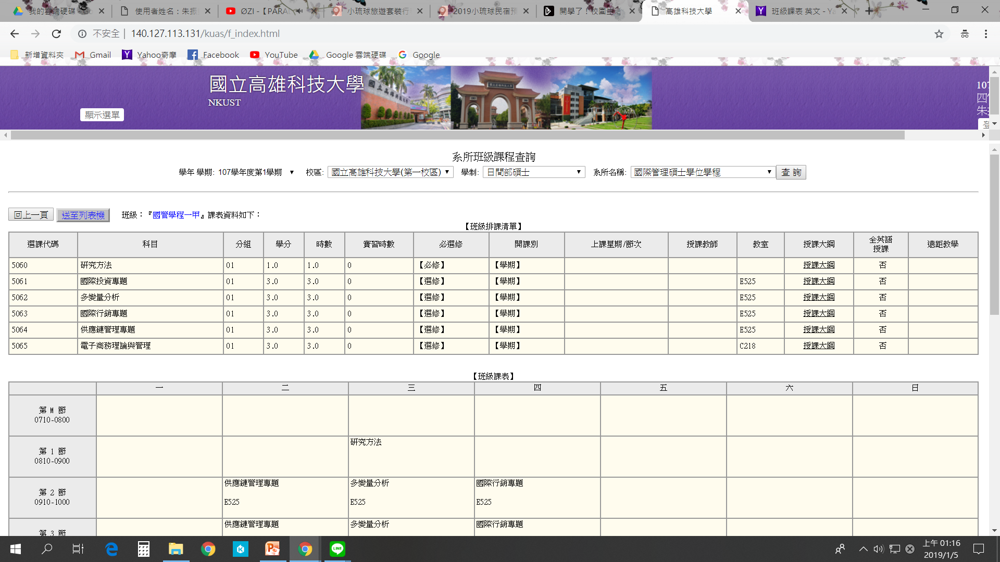 我的雲端硬碟 - Goo
使用者姓名：朱振
ØZI -【PARA
小琉球旅遊套裝行
2019小琉球民宿預
開學了！校園生活
高雄科技大學
班級課表 英文 - Ya
不安全 | 140.127.113.131/kuas/f_index.html
新增資料夾 Gmail Yahoo奇摩 Facebook YouTube Google 雲端硬碟 Google
國立高雄科技大學
NKUST
顯示選單
107
四
朱
登
系所班級課程查詢
學年 學期: 107學年度第1學期 校區: 國立高雄科技大學(第一校區) 學制: 日間部碩士 系所名稱: 國際管理碩士學位學程 查 詢
回上一頁 送至列表機 班級：『國管學程一甲』課表資料如下：
【班級排課清單】
選課代碼 科目 分組 學分 時數 實習時數 必選修 開課別 上課星期/節次 授課教師 教室 授課大綱 全英語授課 遠距教學
5060 研究方法 01 1.0 1.0 0 【必修】 【學期】 授課大綱 否
5061 國際投資專題 01 3.0 3.0 0 【選修】 【學期】 E525 授課大綱 否
5062 多變量分析 01 3.0 3.0 0 【選修】 【學期】 E525 授課大綱 否
5063 國際行銷專題 01 3.0 3.0 0 【選修】 【學期】 E525 授課大綱 否
5064 供應鏈管理專題 01 3.0 3.0 0 【選修】 【學期】 E525 授課大綱 否
5065 電子商務理論與管理 01 3.0 3.0 0 【選修】 【學期】 C218 授課大綱 否
【班級課表】
一 二 三 四 五 六 日
第 M 節
0710-0800
第 1 節
0810-0900
研究方法
第 2 節
0910-1000
供應鏈管理專題 多變量分析 國際行銷專題
E525 E525 E525
第 3 節
供應鏈管理專題 多變量分析 國際行銷專題
上午 01:16
2019/1/5